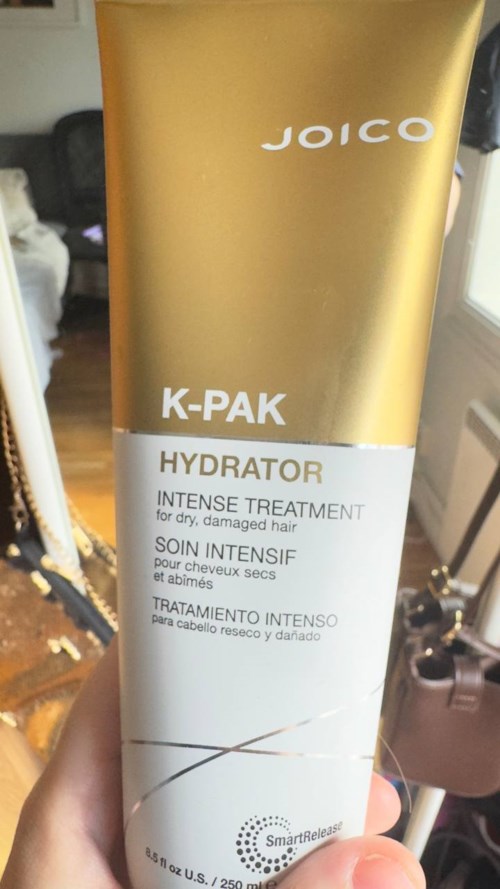 JOICO
K-PAK
HYDRATOR
INTENSE TREATMENT
for dry, damaged hair
SOIN INTENSIF
pour cheveux secs
et abîmés
TRATAMIENTO INTENSO
para cabello reseco y dañado
SmartRelease
8.5 fl oz U.S. / 250 ml e